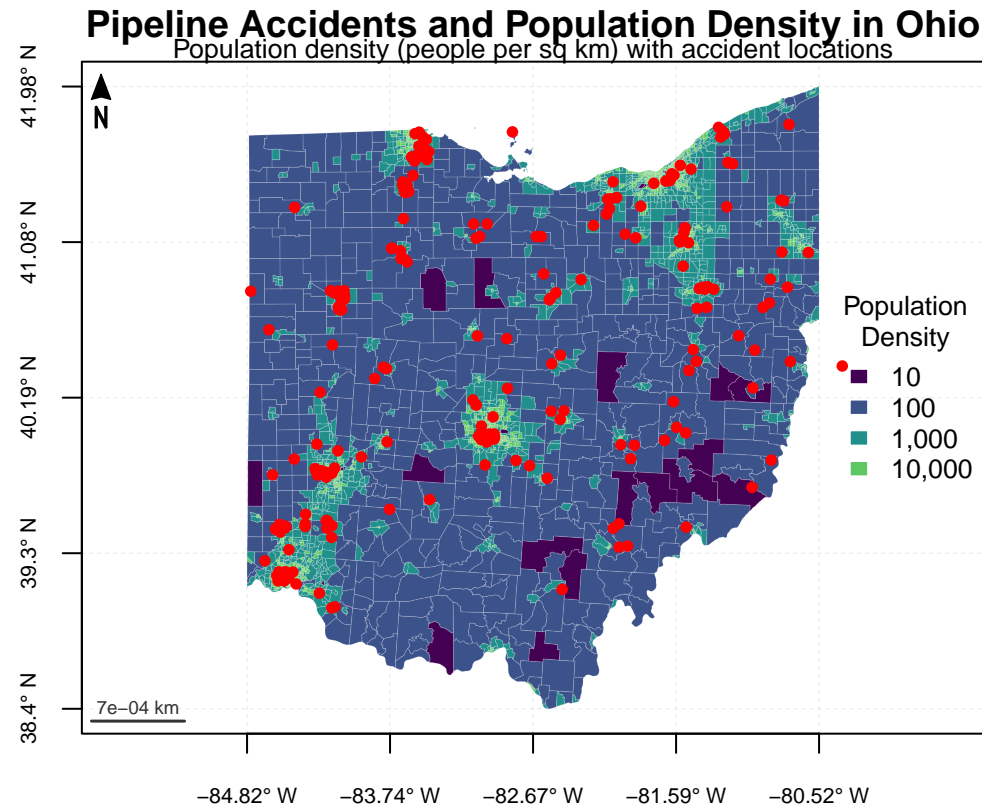 Pipeline Accidents and Population Density in Ohio
Population density (people per sq km) with accident locations
N
41.98° N
41.08° N
40.19° N
39.3° N
38.4° N
Population
Density
10
100
1,000
10,000
7e−04 km
−84.82° W
−83.74° W
−82.67° W
−81.59° W
−80.52° W